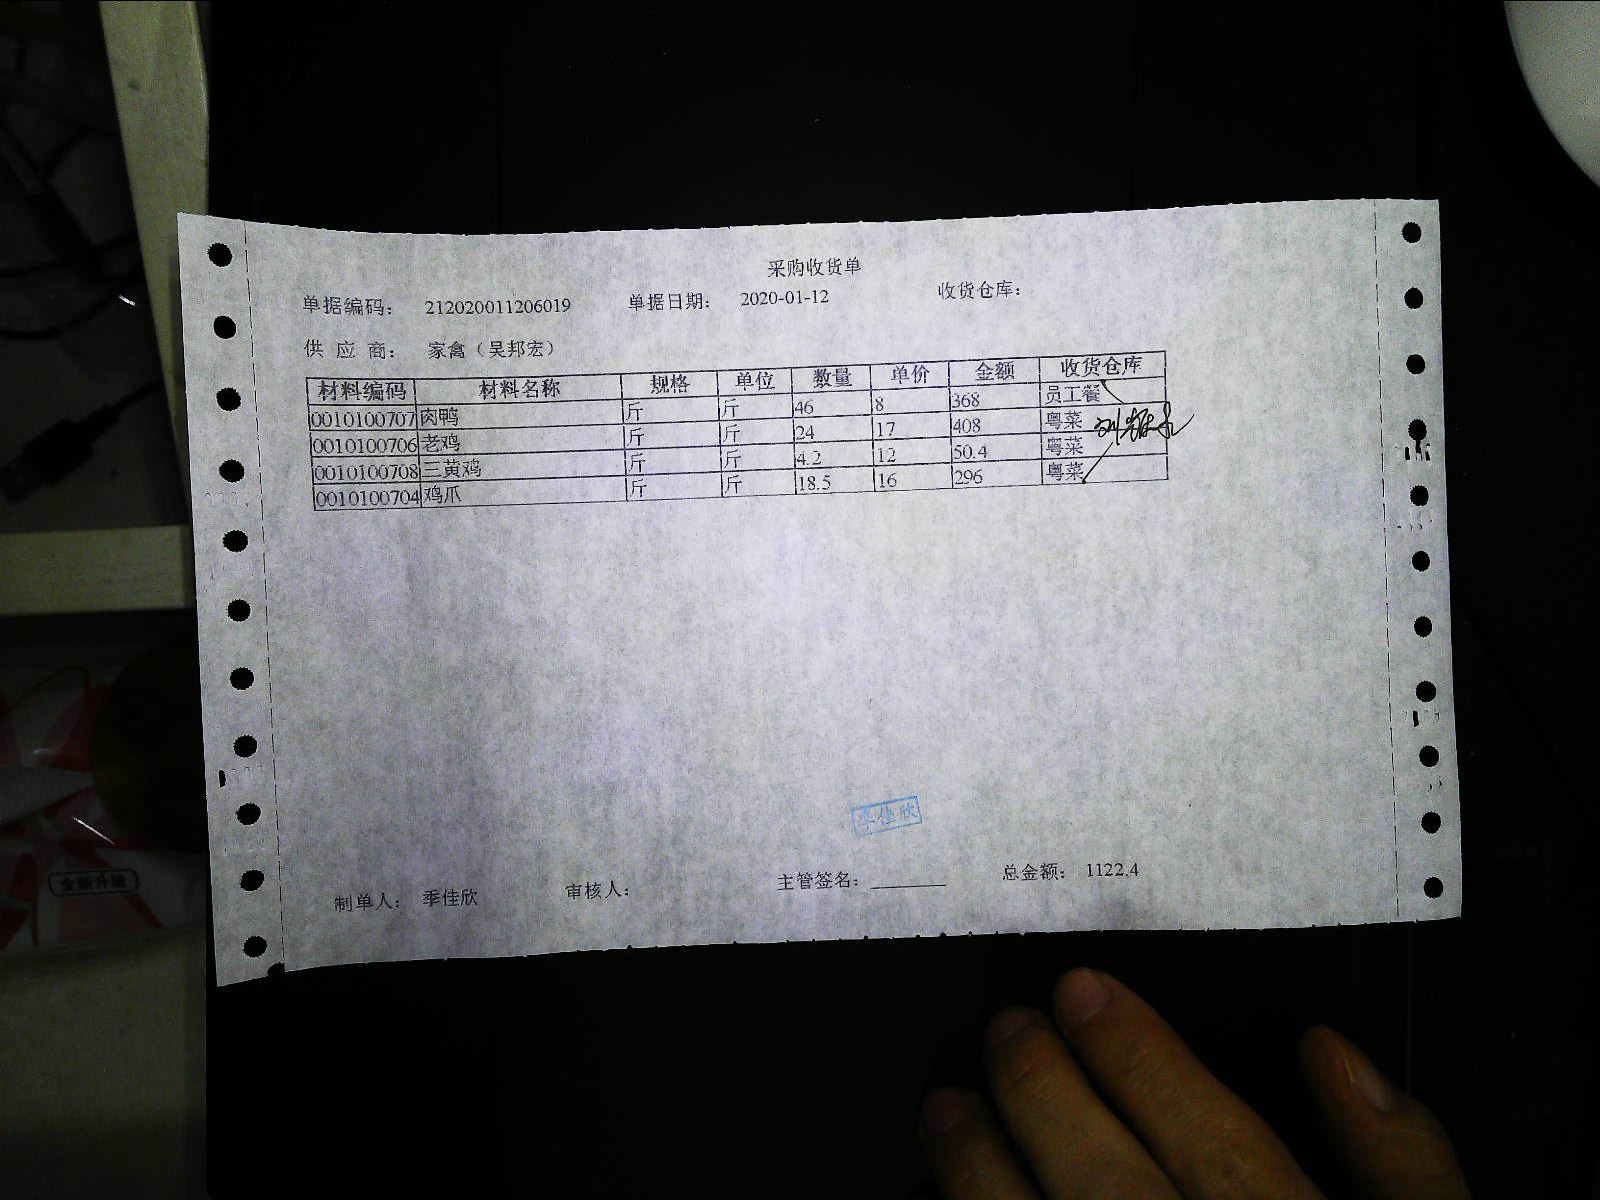 采购收货单
单据编码： 212020011206019 单据日期： 2020-01-12 收货仓库：
供 应 商： 家禽（吴邦宏）
材料编码 材料名称 规格 单位 数量 单价 金额 收货仓库
0010100707 肉鸭 斤 斤 46 8 368 员工餐
0010100706 老鸡 斤 斤 24 17 408 粤菜
0010100708 三黄鸡 斤 斤 4.2 12 50.4 粤菜
0010100704 鸡爪 斤 斤 18.5 16 296 粤菜
季佳欣
制单人： 季佳欣 审核人： 主管签名： 总金额： 1122.4
全新升级